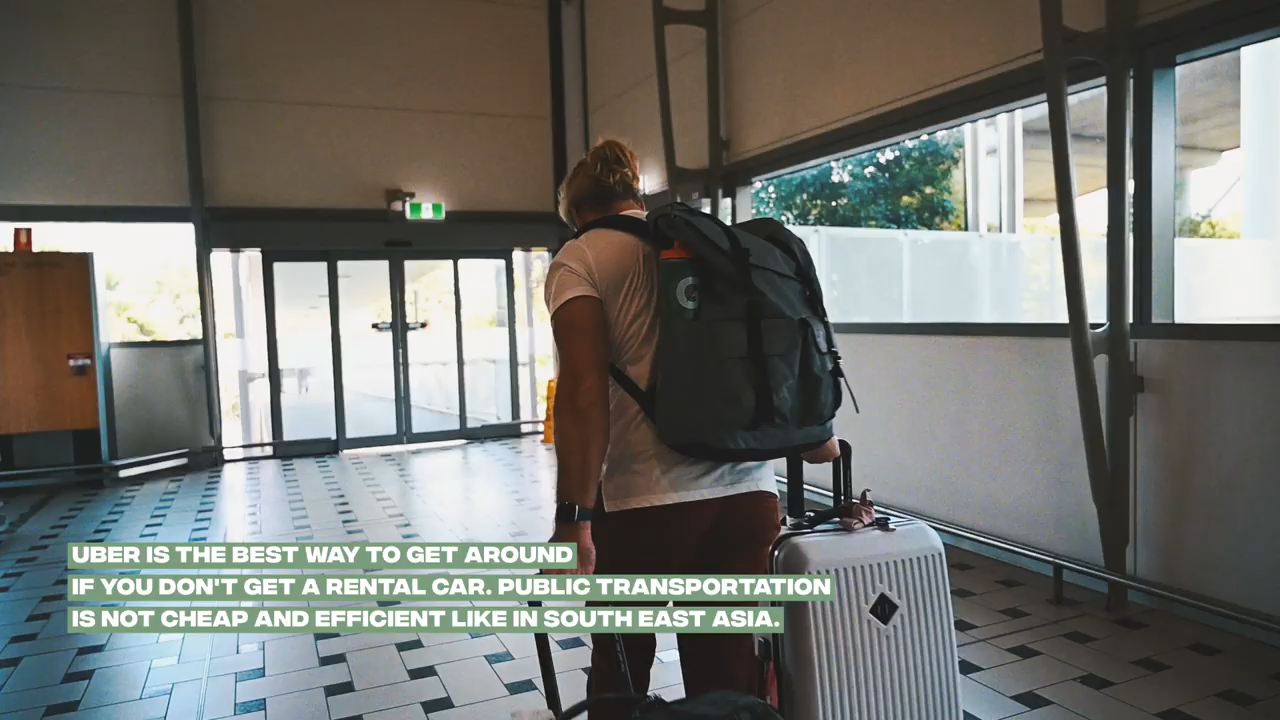 UBER IS THE BEST WAY TO GET AROUND
IF YOU DON'T GET A RENTAL CAR. PUBLIC TRANSPORTATION
IS NOT CHEAP AND EFFICIENT LIKE IN SOUTH EAST ASIA.
G